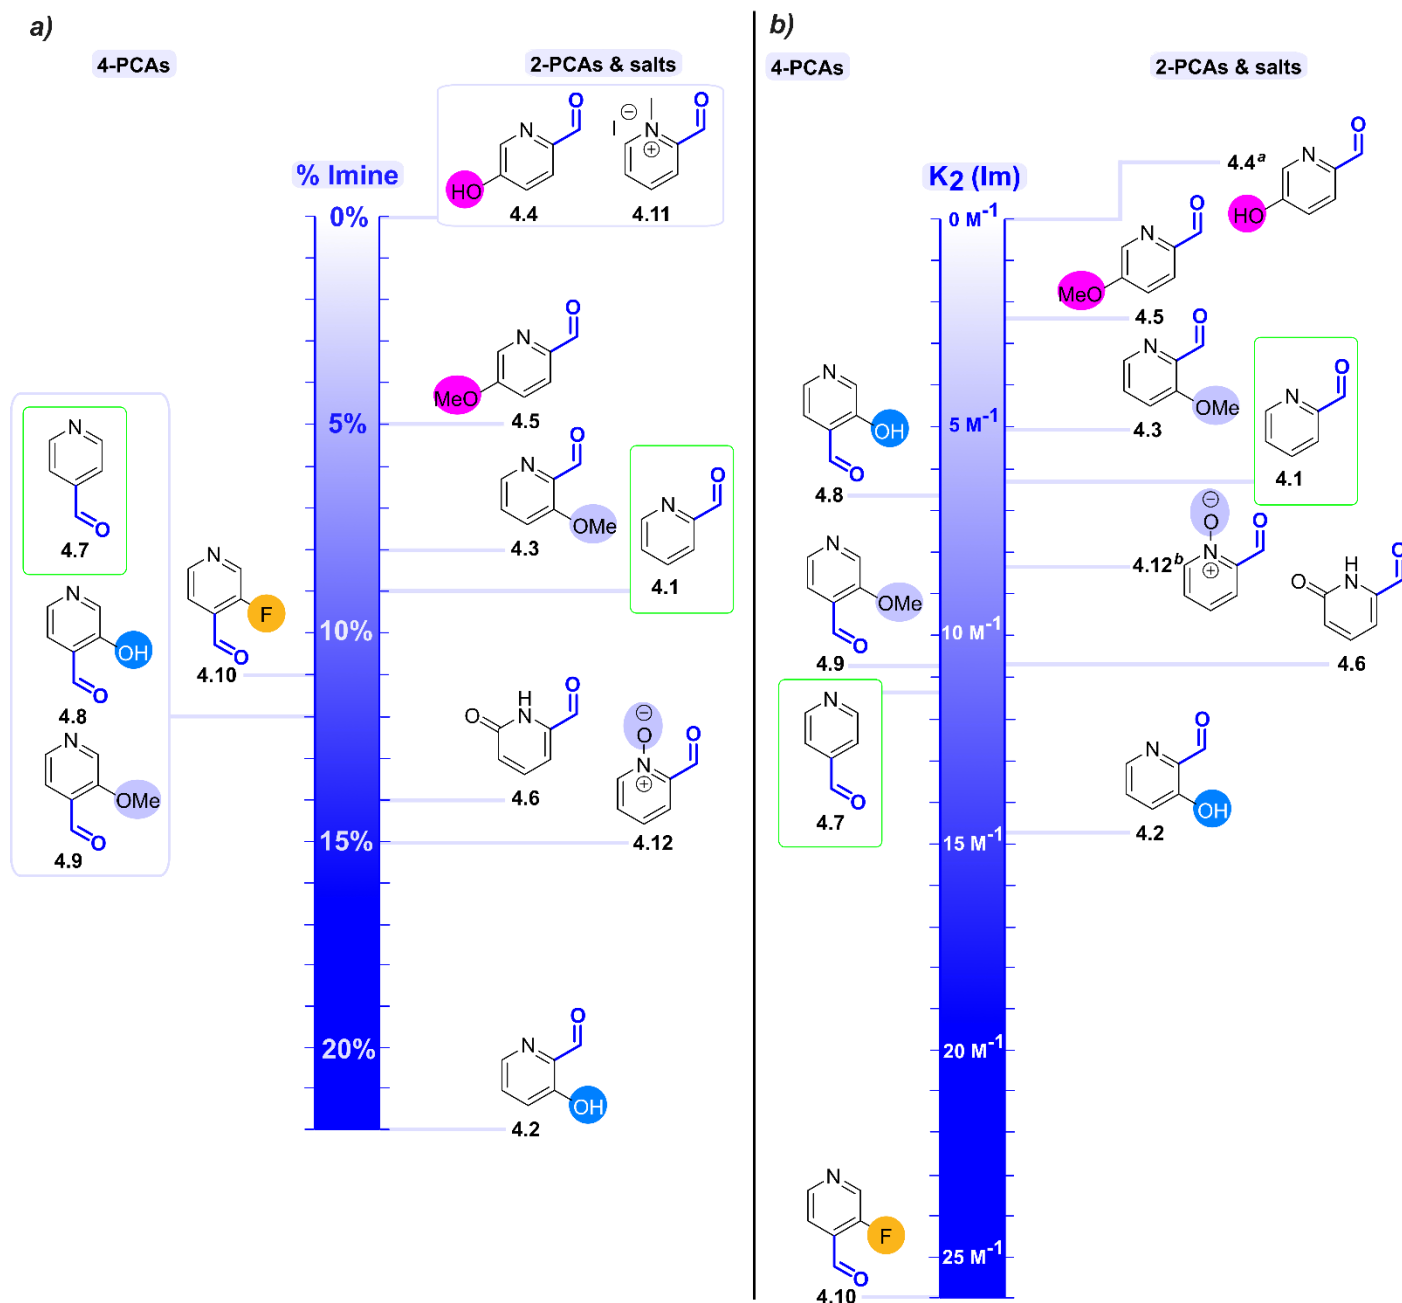 a)
4-PCAs
2-PCAs & salts
% Imine
0%
5%
10%
15%
20%
N
O
HO
4.4
I
⊖
N
⊕
O
4.11
N
O
MeO
4.5
N
O
OMe
4.3
N
O
4.1
N
O
4.7
N
F
O
4.10
N
OH
O
4.8
N
OMe
O
4.9
H
N
O
O
4.6
⊖
O
N
⊕
O
4.12
N
O
OH
4.2
b)
4-PCAs
2-PCAs & salts
K₂ (Im)
0 M⁻¹
5 M⁻¹
10 M⁻¹
15 M⁻¹
20 M⁻¹
25 M⁻¹
4.4ᵃ
N
O
HO
N
O
MeO
4.5
N
O
OMe
4.3
N
O
4.1
N
OH
O
4.8
⊖
O
N
⊕
O
4.12ᵇ
H
N
O
O
4.6
N
OMe
O
4.9
N
O
4.7
N
O
OH
4.2
N
F
O
4.10